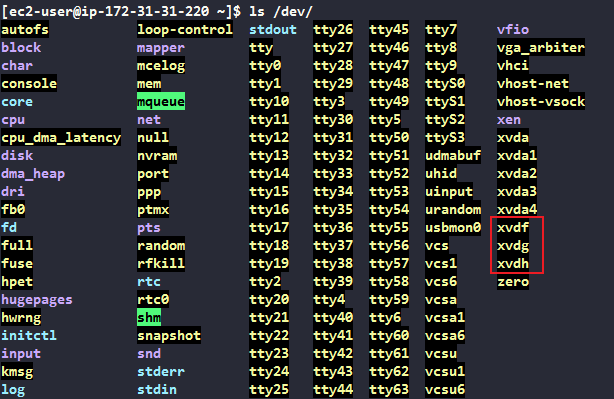 [ec2-user@ip-172-31-31-220 ~]$ ls /dev/
autofs loop-control stdout tty26 tty45 tty7 vfio
block mapper tty tty27 tty46 tty8 vga_arbiter
char mcelog tty0 tty28 tty47 tty9 vhci
console mem tty1 tty29 tty48 ttyS0 vhost-net
core mqueue tty10 tty3 tty49 ttyS1 vhost-vsock
cpu net tty11 tty30 tty5 ttyS2 xen
cpu_dma_latency null tty12 tty31 tty50 ttyS3 xvda
disk nvram tty13 tty32 tty51 udmabuf xvda1
dma_heap port tty14 tty33 tty52 uhid xvda2
dri ppp tty15 tty34 tty53 uinput xvda3
fb0 ptmx tty16 tty35 tty54 urandom xvda4
fd pts tty17 tty36 tty55 usbmon0 xvdf
full random tty18 tty37 tty56 vcs xvdg
fuse rfkill tty19 tty38 tty57 vcs1 xvdh
hpet rtc tty2 tty39 tty58 vcs6 zero
hugepages rtc0 tty20 tty4 tty59 vcsa
hwrng shm tty21 tty40 tty6 vcsa1
initctl snapshot tty22 tty41 tty60 vcsa6
input snd tty23 tty42 tty61 vcsu
kmsg stderr tty24 tty43 tty62 vcsu1
log stdin tty25 tty44 tty63 vcsu6